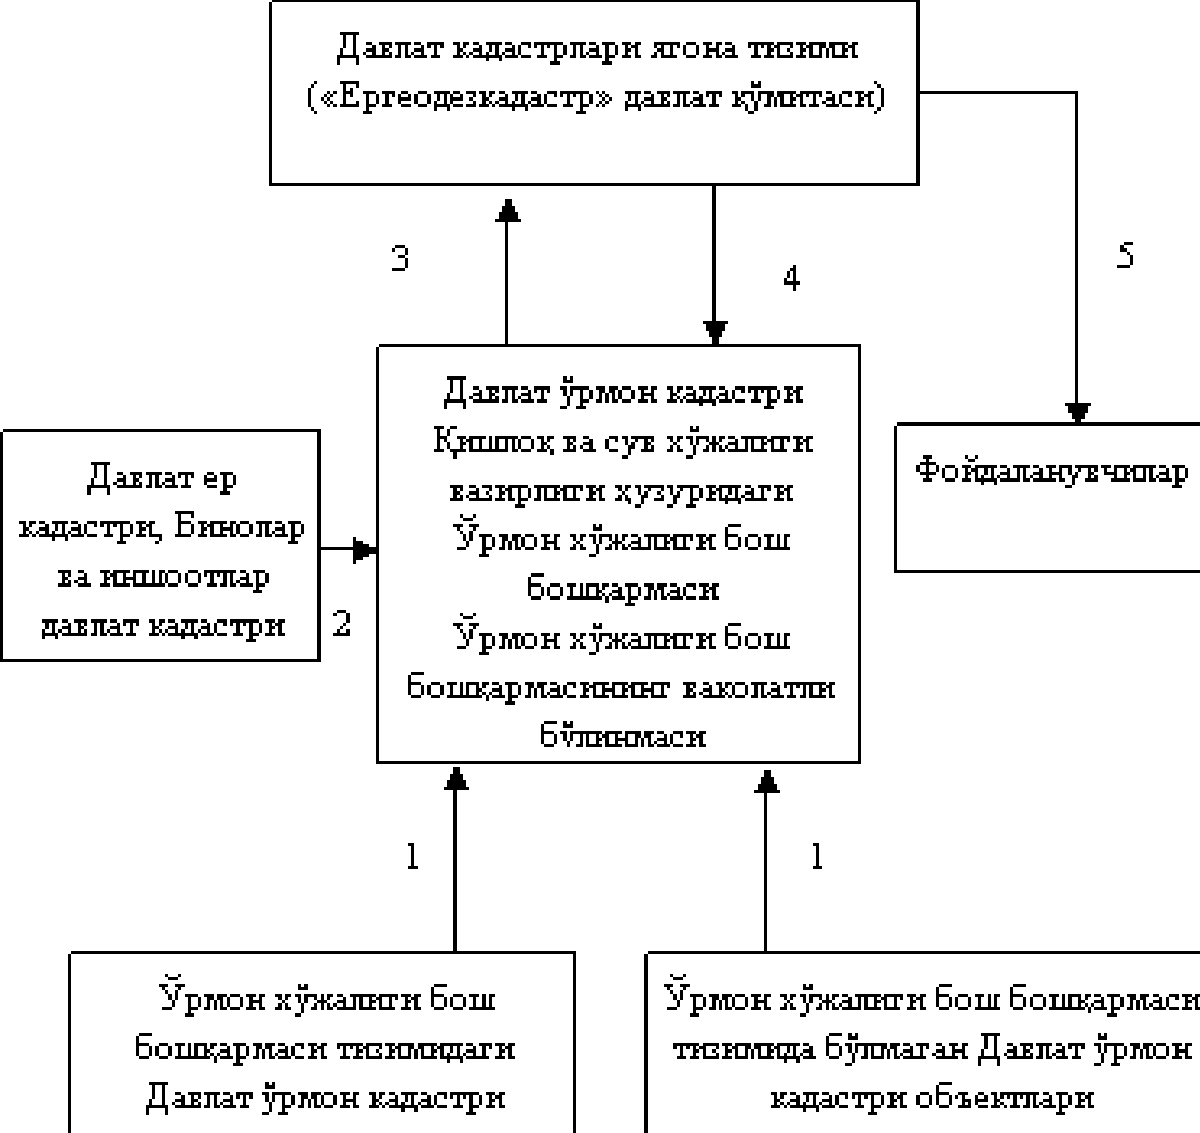 Давлат кадастрлари ягона тизими
(«Ергеодезкадастр» давлат қўмитаси)
3
4
5
Давлат ўрмон кадастри
Қишлоқ ва сув хўжалиги
вазирлиги ҳузуридаги
Ўрмон хўжалиги бош
бошқармаси
Ўрмон хўжалиги бош
бошқармасининг ваколатли
бўлинмаси
Давлат ер
кадастри, Бинолар
ва иншоотлар
давлат кадастри
2
Фойдаланувчилар
1
1
Ўрмон хўжалиги бош
бошқармаси тизимидаги
Давлат ўрмон кадастри
Ўрмон хўжалиги бош бошқармаси
тизимида бўлмаган Давлат ўрмон
кадастри объектлари